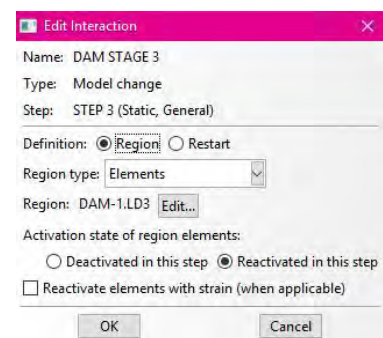 Edit Interaction
Name: DAM STAGE 3
Type: Model change
Step: STEP 3 (Static, General)
Definition: Region Restart
Region type: Elements
Region: DAM-1.LD3 Edit...
Activation state of region elements:
Deactivated in this step Reactivated in this step
Reactivate elements with strain (when applicable)
OK Cancel